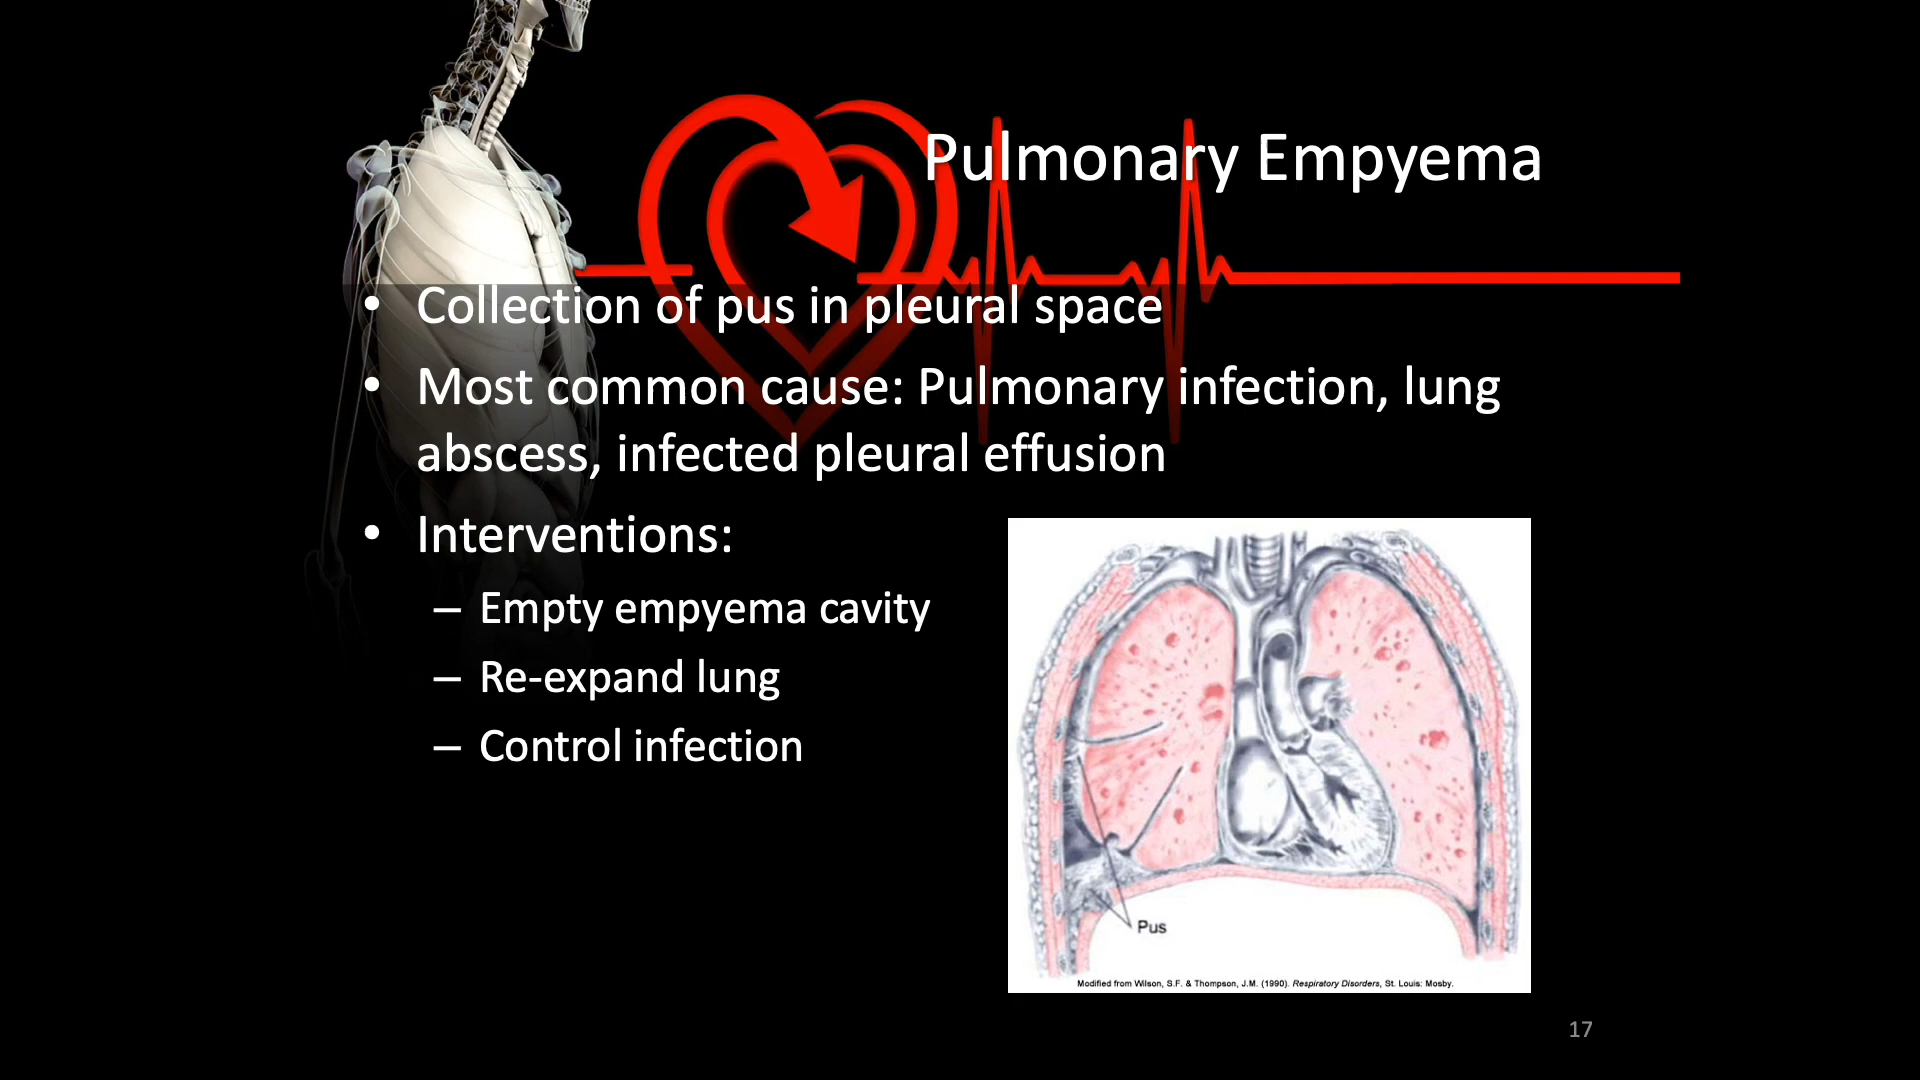 Pulmonary Empyema
• Collection of pus in pleural space
• Most common cause: Pulmonary infection, lung
abscess, infected pleural effusion
• Interventions:
– Empty empyema cavity
– Re-expand lung
– Control infection
Pus
Modified from Wilson, S.F. & Thompson, J.M. (1990). Respiratory Disorders, St. Louis: Mosby.
17